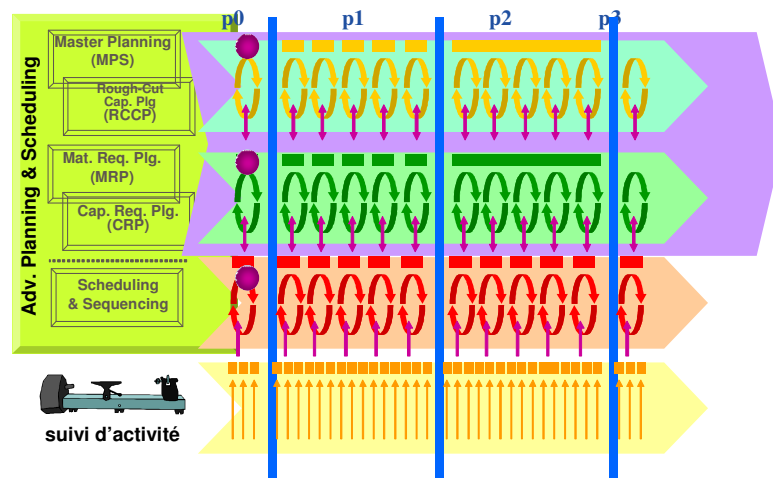 p0 p1 p2 p3
Adv. Planning & Scheduling
Master Planning
(MPS)
Rough-Cut
Cap. Plg
(RCCP)
Mat. Req. Plg.
(MRP)
Cap. Req. Plg.
(CRP)
Scheduling
& Sequencing
suivi d'activité